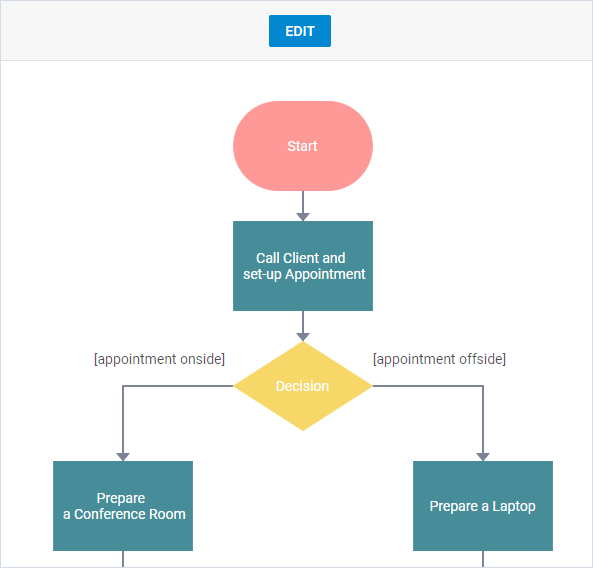 EDIT
Start
Call Client and
set-up Appointment
[appointment onside]
[appointment offside]
Decision
Prepare
a Conference Room
Prepare a Laptop